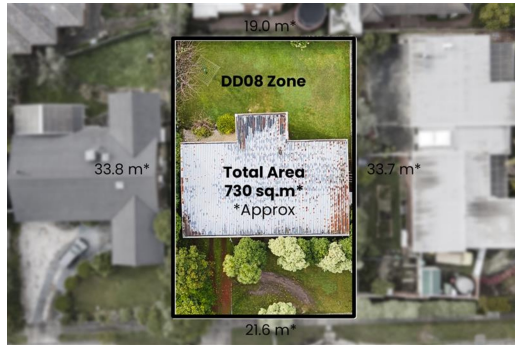 19.0 m*
DD08 Zone
33.8 m*
Total Area
730 sq.m*
*Approx
33.7 m*
21.6 m*